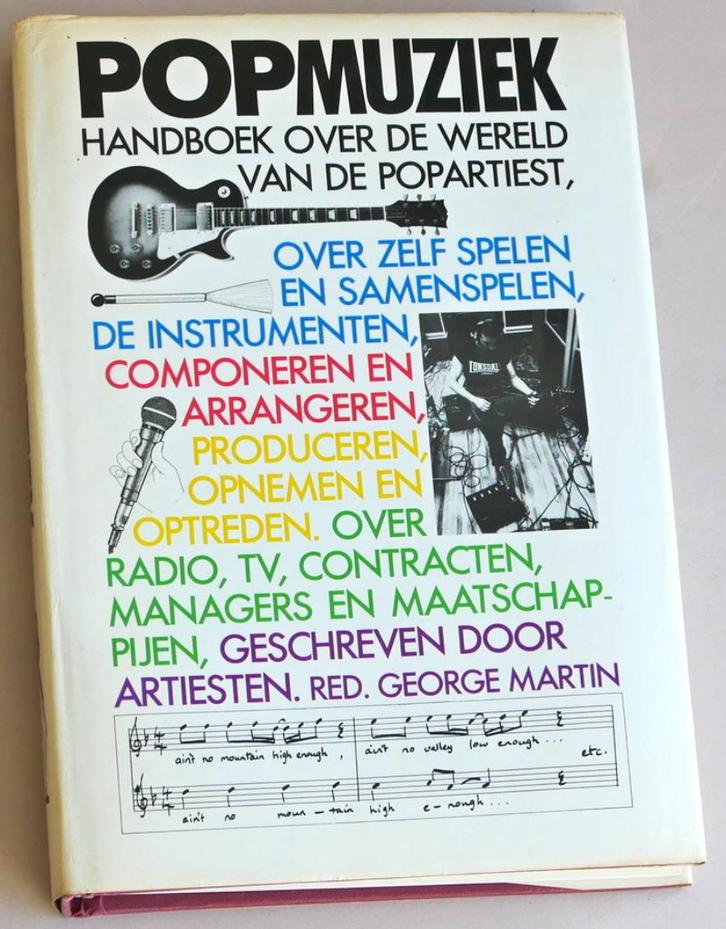 POPMUZIEK
HANDBOEK OVER DE WERELD
VAN DE POPARTIEST,
OVER ZELF SPELEN
EN SAMENSPELEN,
DE INSTRUMENTEN,
COMPONEREN EN
ARRANGEREN,
PRODUCEREN,
OPNEMEN EN
OPTREDEN. OVER
RADIO, TV, CONTRACTEN,
MANAGERS EN MAATSCHAP-
PIJEN, GESCHREVEN DOOR
ARTIESTEN. RED. GEORGE MARTIN
LONSDALE
ain't no mountain high enough, ain't no valley low enough...
etc.
ain't no moun - tain high e - nough...